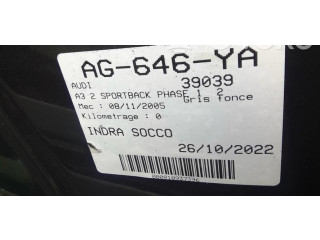 AG-646-YA
AUDI 39039
A3 2 SPORTBACK PHASE 1 2
Mec : 08/11/2005 Gris fonce
Kilometrage : 0
INDRA SOCCO
26/10/2022